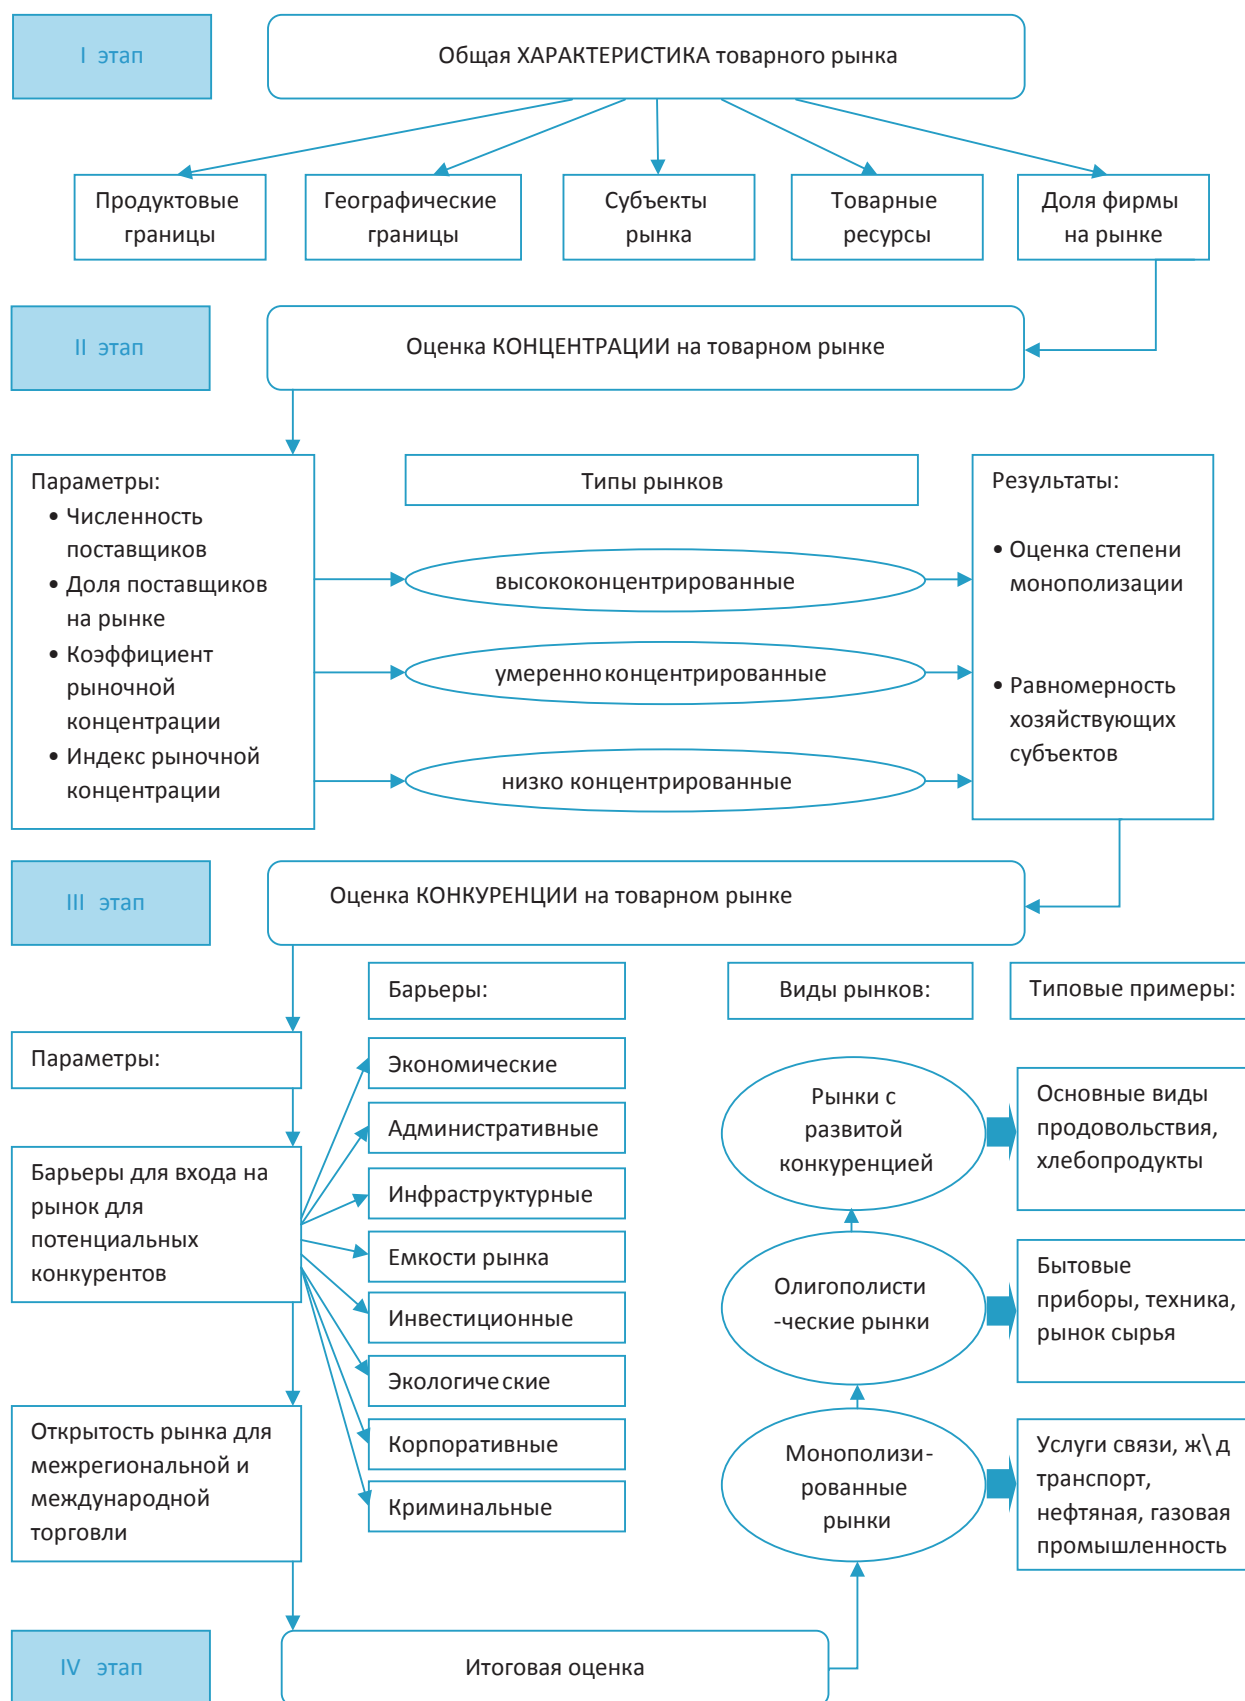 I этап
Общая ХАРАКТЕРИСТИКА товарного рынка
Продуктовые
границы
Географические
границы
Субъекты
рынка
Товарные
ресурсы
Доля фирмы
на рынке
II этап
Оценка КОНЦЕНТРАЦИИ на товарном рынке
Параметры:
• Численность
поставщиков
• Доля поставщиков
на рынке
• Коэффициент
рыночной
концентрации
• Индекс рыночной
концентрации
Типы рынков
высококонцентрированные
умеренно концентрированные
низко концентрированные
Результаты:
• Оценка степени
монополизации
• Равномерность
хозяйствующих
субъектов
III этап
Оценка КОНКУРЕНЦИИ на товарном рынке
Параметры:
Барьеры для входа на
рынок для
потенциальных
конкурентов
Открытость рынка для
межрегиональной и
международной
торговли
Барьеры:
Экономические
Административные
Инфраструктурные
Емкости рынка
Инвестиционные
Экологические
Корпоративные
Криминальные
Виды рынков:
Рынки с
развитой
конкуренцией
Олигополисти
-ческие рынки
Монополизи-
рованные
рынки
Типовые примеры:
Основные виды
продовольствия,
хлебопродукты
Бытовые
приборы, техника,
рынок сырья
Услуги связи, ж\д
транспорт,
нефтяная, газовая
промышленность
IV этап
Итоговая оценка